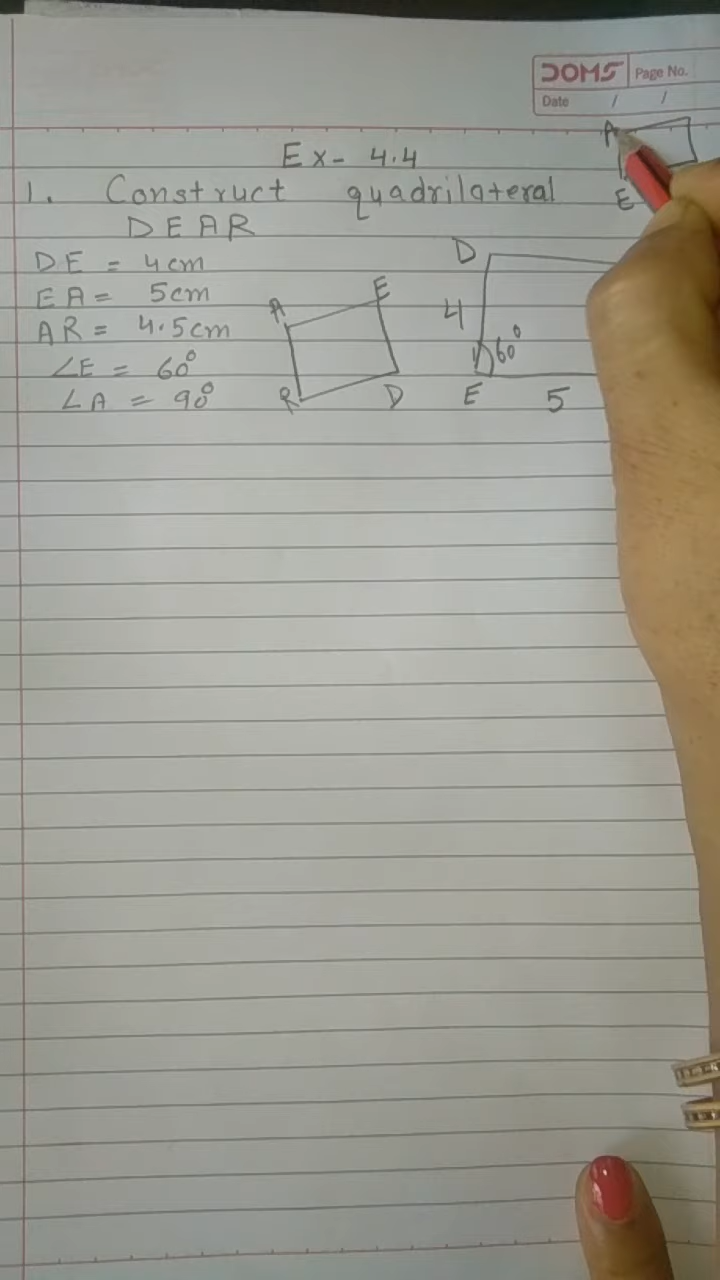 DOMS Page No.
Date / /
Ex- 4.4
1. Construct quadrilateral
DEAR
DE = 4cm
EA = 5cm
AR = 4.5cm
∠E = 60°
∠A = 90°
A E
R D
D
4
60°
E 5
A
E